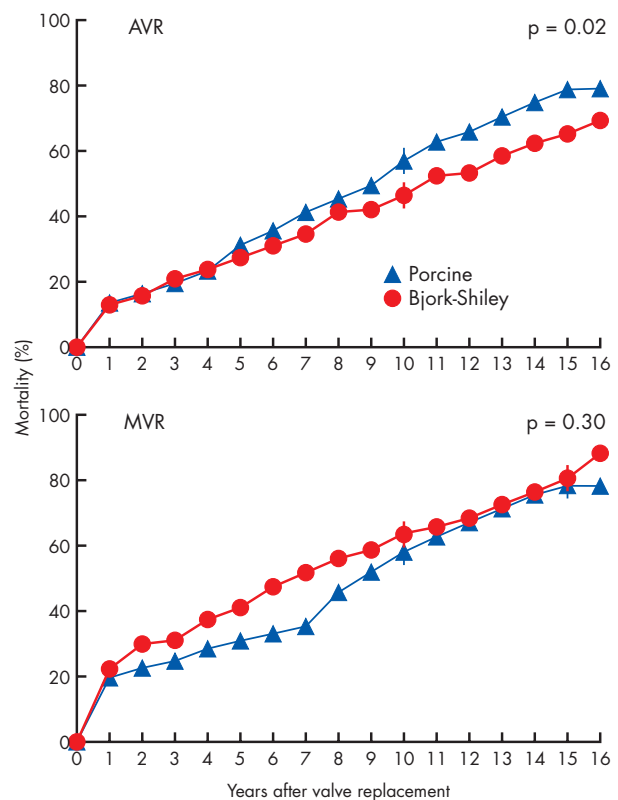 100
AVR
p = 0.02
80
60
40
20
0
Porcine
Bjork-Shiley
0 1 2 3 4 5 6 7 8 9 10 11 12 13 14 15 16
Mortality (%)
100
MVR
p = 0.30
80
60
40
20
0
0 1 2 3 4 5 6 7 8 9 10 11 12 13 14 15 16
Years after valve replacement